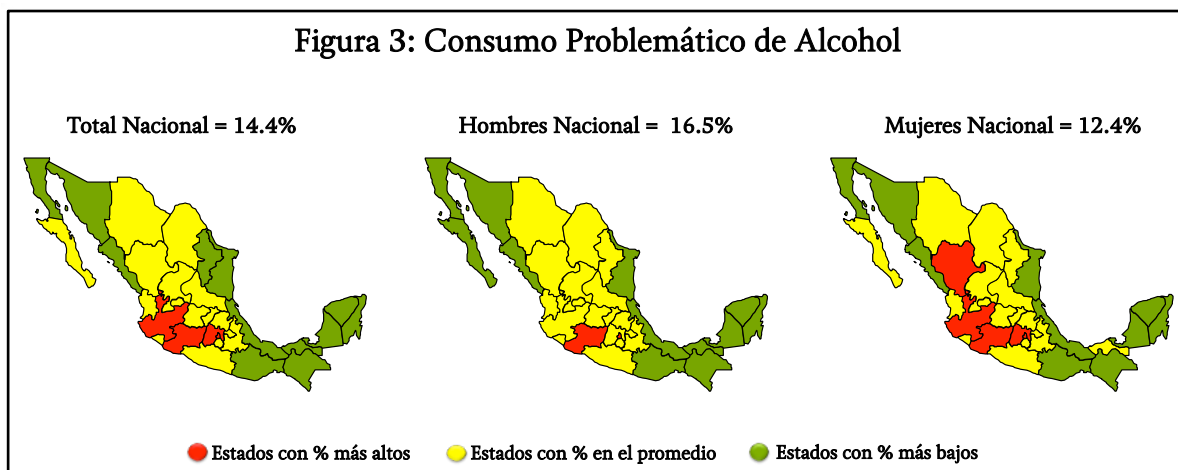 Figura 3: Consumo Problemático de Alcohol
Total Nacional = 14.4%
Hombres Nacional = 16.5%
Mujeres Nacional = 12.4%
Estados con % más altos
Estados con % en el promedio
Estados con % más bajos